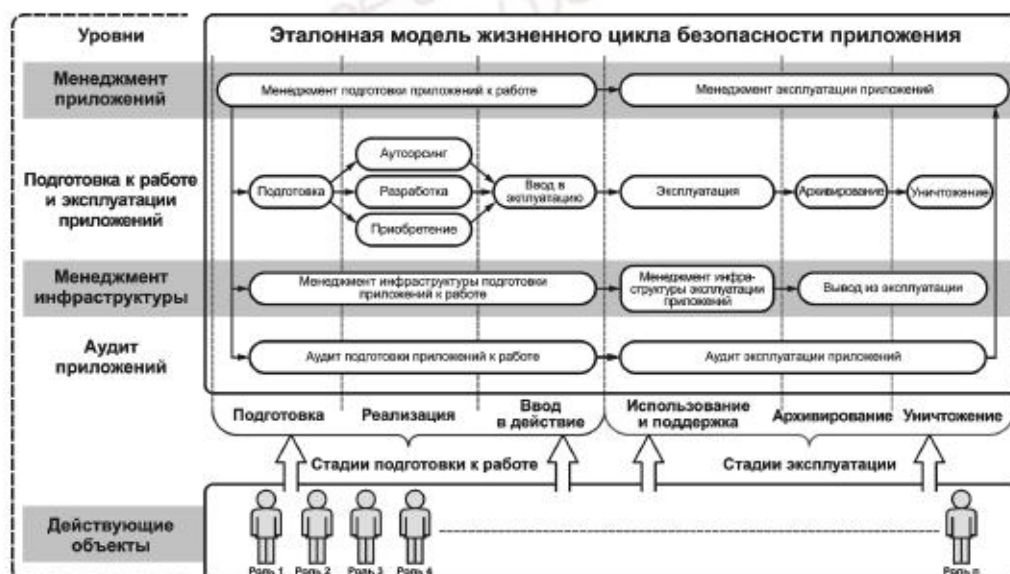 Уровни
Эталонная модель жизненного цикла безопасности приложения
Менеджмент
приложений
Менеджмент подготовки приложений к работе
Менеджмент эксплуатации приложений
Подготовка к работе
и эксплуатации
приложений
Подготовка
Аутсорсинг
Разработка
Приобретение
Ввод в
эксплуатацию
Эксплуатация
Архивирование
Уничтожение
Менеджмент
инфраструктуры
Менеджмент инфраструктуры подготовки
приложений к работе
Менеджмент инфра-
структуры эксплуатации
приложений
Вывод из эксплуатации
Аудит
приложений
Аудит подготовки приложений к работе
Аудит эксплуатации приложений
Подготовка
Реализация
Ввод
в действие
Использование
и поддержка
Архивирование
Уничтожение
Стадии подготовки к работе
Стадии эксплуатации
Действующие
объекты
Роль 1
Роль 2
Роль 3
Роль 4
Роль n